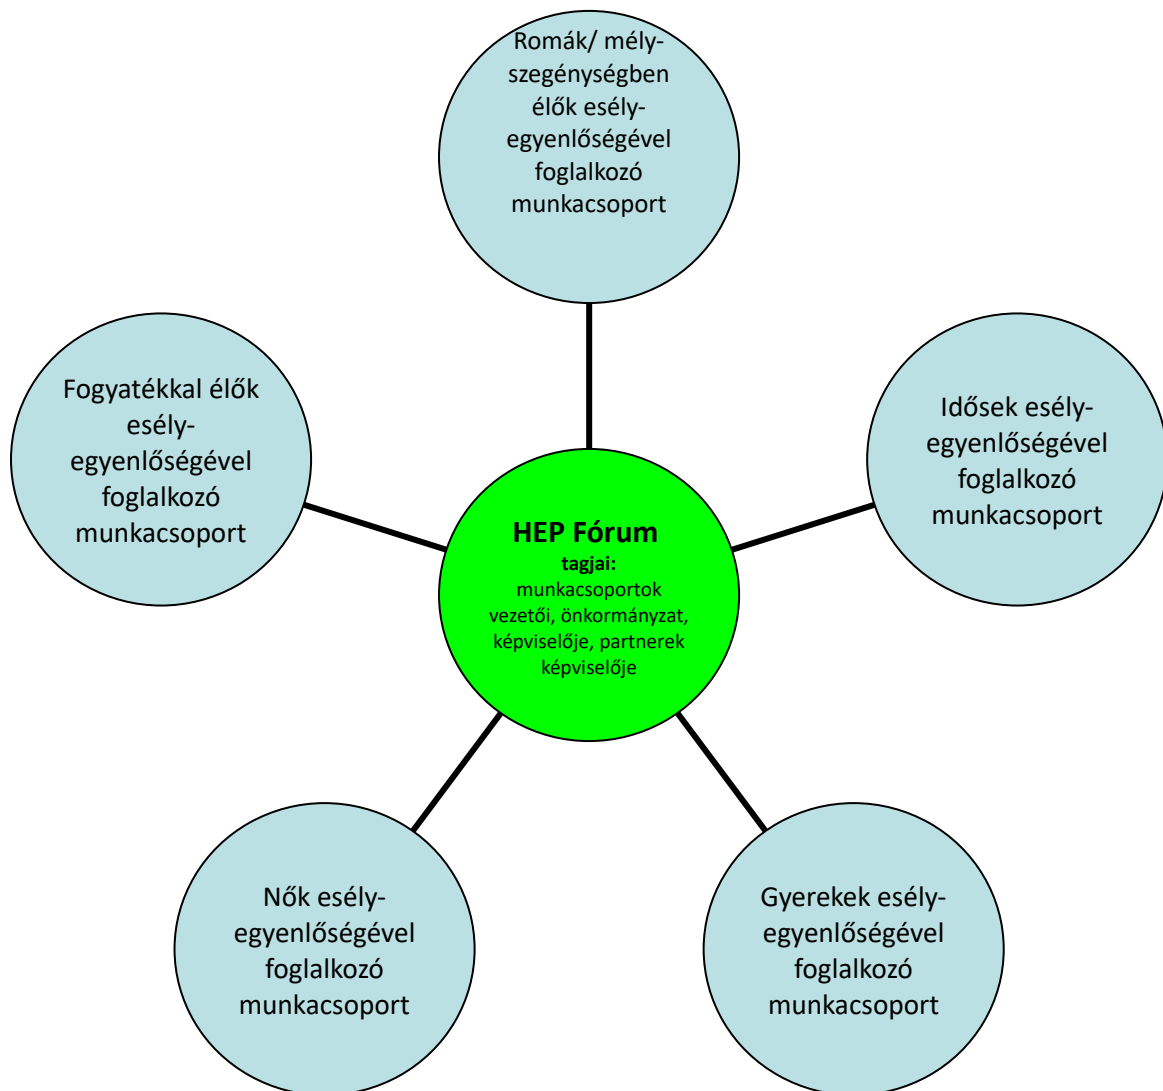 Romák/ mély-
szegénységben
élők esély-
egyenlőségével
foglalkozó
munkacsoport
Fogyatékkal élők
esély-
egyenlőségével
foglalkozó
munkacsoport
Idősek esély-
egyenlőségével
foglalkozó
munkacsoport
HEP Fórum
tagjai:
munkacsoportok
vezetői, önkormányzat,
képviselője, partnerek
képviselője
Nők esély-
egyenlőségével
foglalkozó
munkacsoport
Gyerekek esély-
egyenlőségével
foglalkozó
munkacsoport